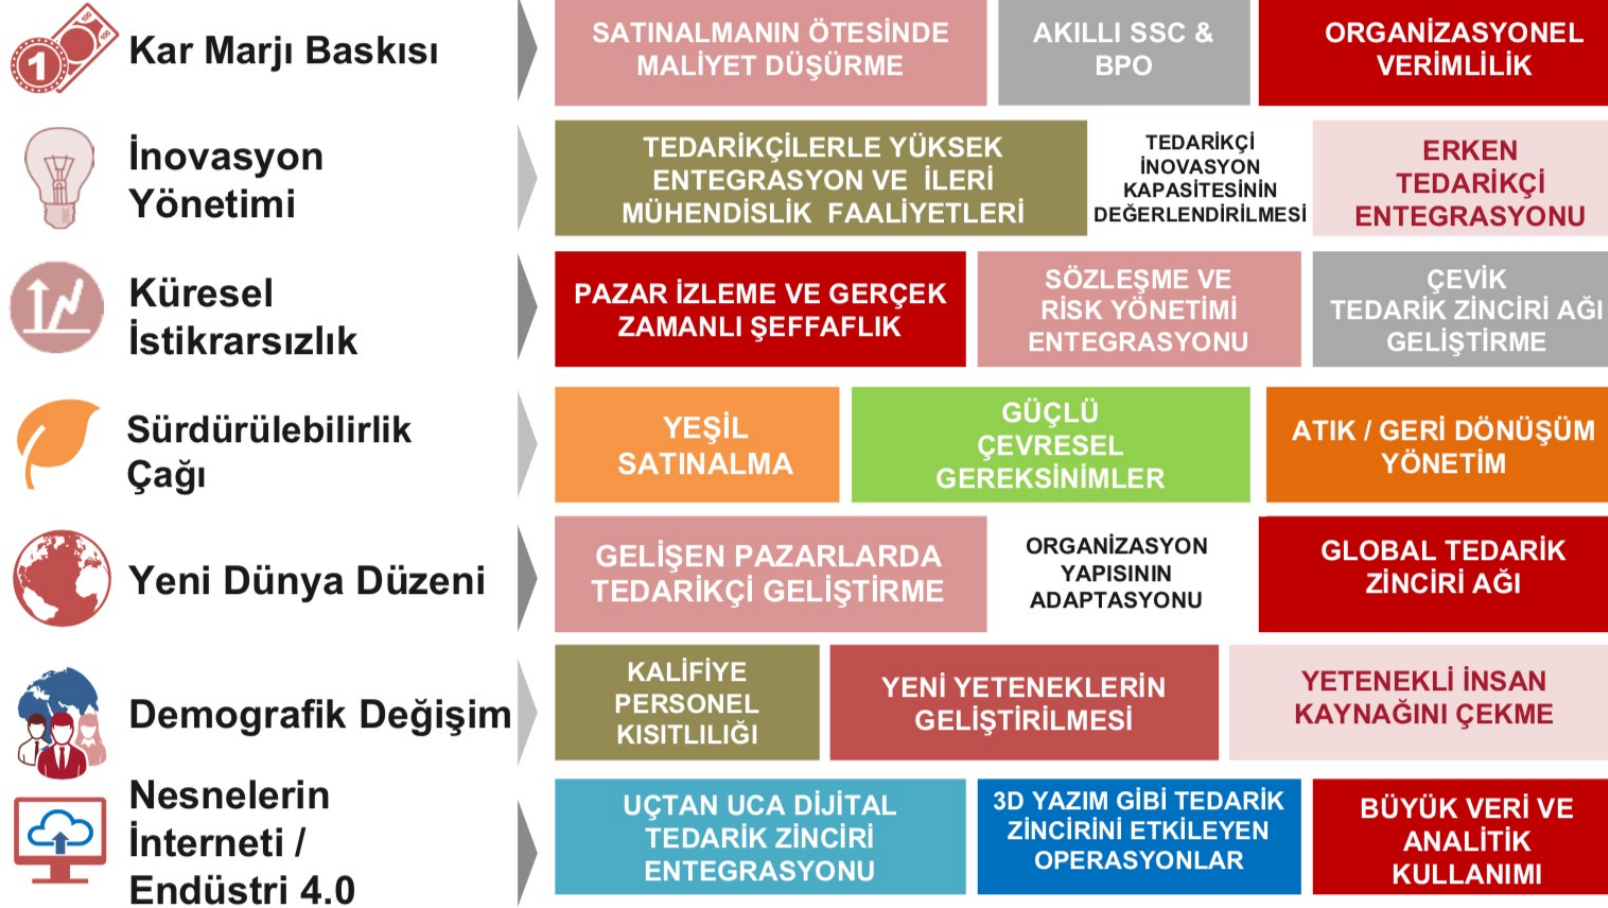 1
100
100
Kar Marjı Baskısı
SATINALMANIN ÖTESİNDE
MALİYET DÜŞÜRME
AKILLI SSC &
BPO
ORGANİZASYONEL
VERİMLİLİK
İnovasyon
Yönetimi
TEDARİKÇİLERLE YÜKSEK
ENTEGRASYON VE İLERİ
MÜHENDİSLİK FAALİYETLERİ
TEDARİKÇİ
İNOVASYON
KAPASİTESİNİN
DEĞERLENDİRİLMESİ
ERKEN
TEDARİKÇİ
ENTEGRASYONU
Küresel
İstikrarsızlık
PAZAR İZLEME VE GERÇEK
ZAMANLI ŞEFFAFLIK
SÖZLEŞME VE
RİSK YÖNETİMİ
ENTEGRASYONU
ÇEVİK
TEDARİK ZİNCİRİ AĞI
GELİŞTİRME
Sürdürülebilirlik
Çağı
YEŞİL
SATINALMA
GÜÇLÜ
ÇEVRESEL
GEREKSİNİMLER
ATIK / GERİ DÖNÜŞÜM
YÖNETİM
Yeni Dünya Düzeni
GELİŞEN PAZARLARDA
TEDARİKÇİ GELİŞTİRME
ORGANİZASYON
YAPISININ
ADAPTASYONU
GLOBAL TEDARİK
ZİNCİRİ AĞI
Demografik Değişim
KALİFİYE
PERSONEL
KISITLILIĞI
YENİ YETENEKLERİN
GELİŞTİRİLMESİ
YETENEKLİ İNSAN
KAYNAĞINI ÇEKME
Nesnelerin
İnterneti /
Endüstri 4.0
UÇTAN UCA DİJİTAL
TEDARİK ZİNCİRİ
ENTEGRASYONU
3D YAZIM GİBİ TEDARİK
ZİNCİRİNİ ETKİLEYEN
OPERASYONLAR
BÜYÜK VERİ VE
ANALİTİK
KULLANIMI